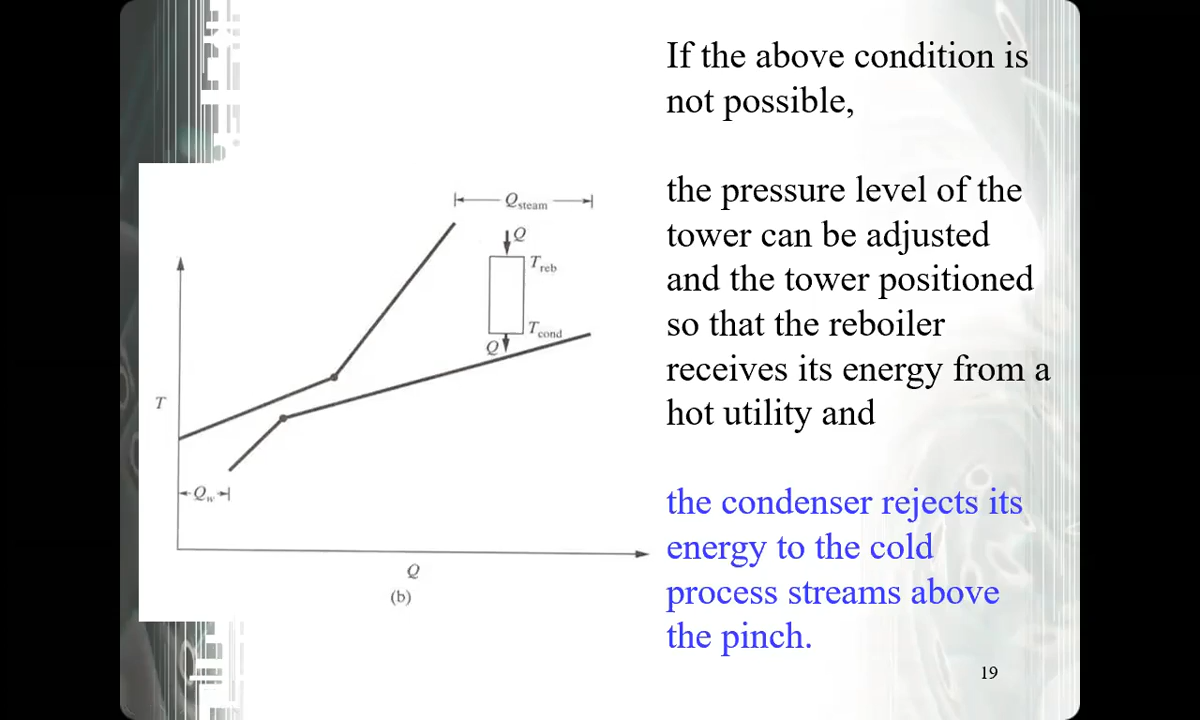 If the above condition is
not possible,
the pressure level of the
tower can be adjusted
and the tower positioned
so that the reboiler
receives its energy from a
hot utility and
the condenser rejects its
energy to the cold
process streams above
the pinch.
19
Qsteam
Q
Treb
Tcond
Q
T
Qw
Q
(b)